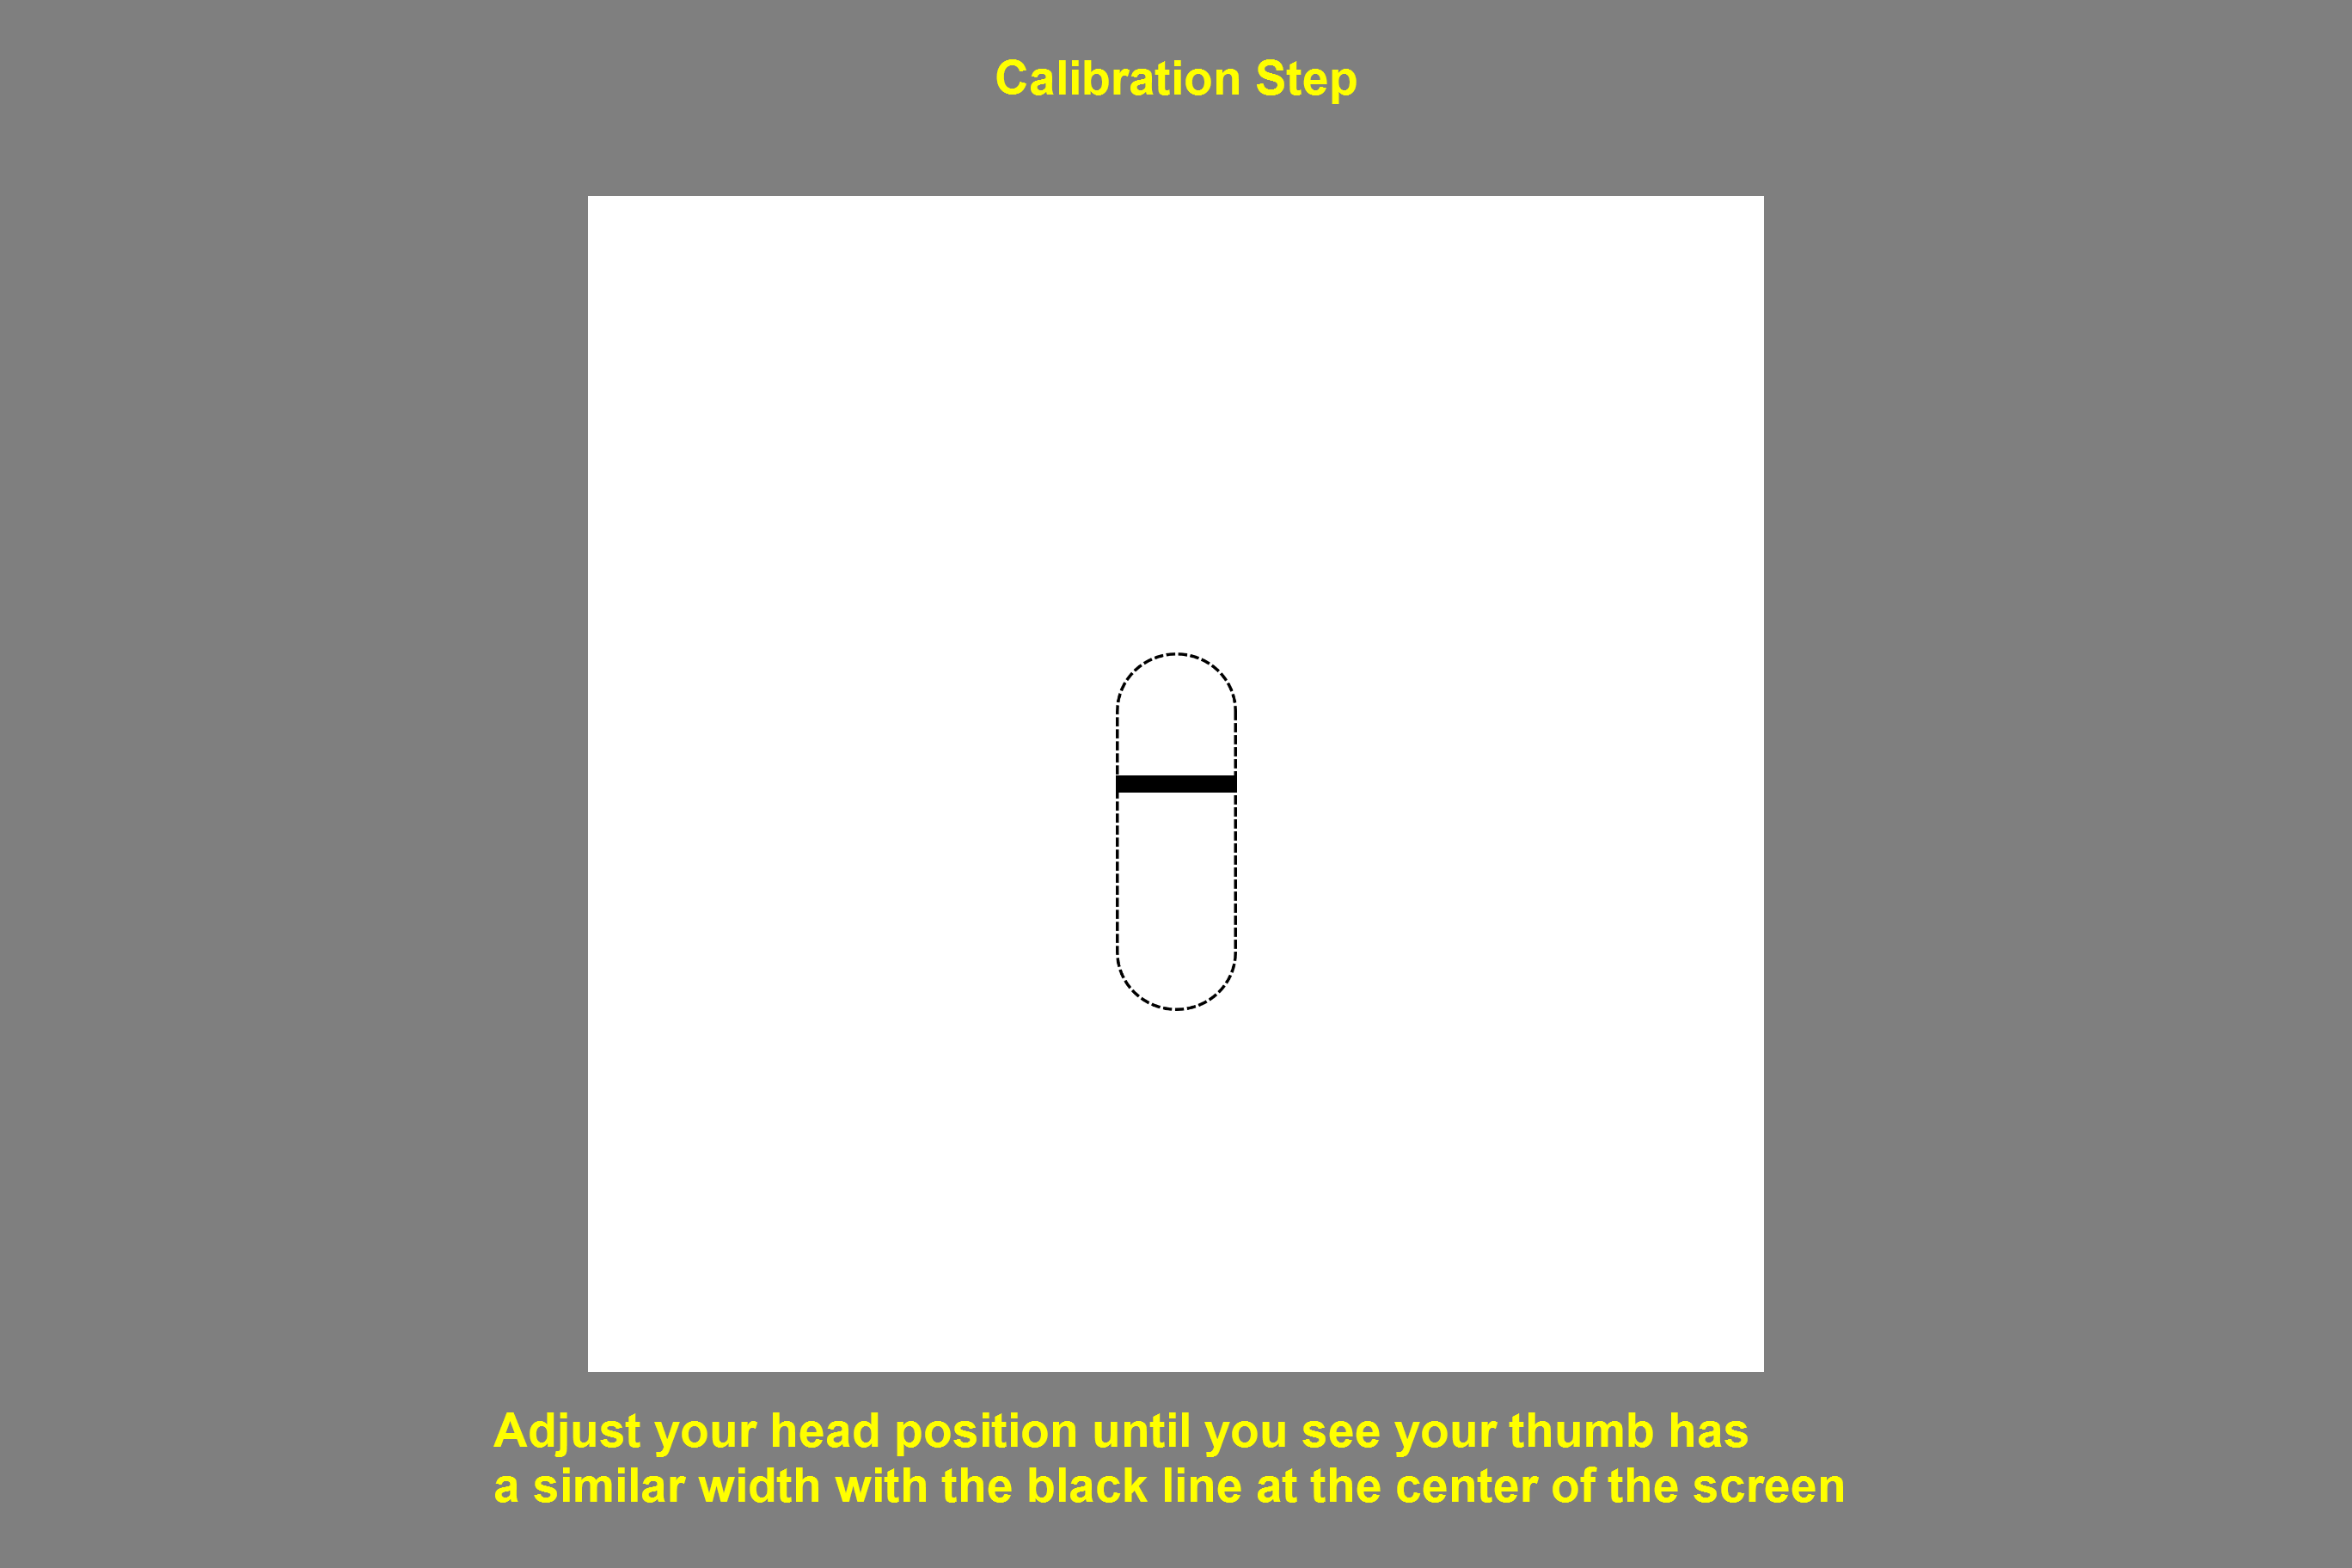 Calibration Step
Adjust your head position until you see your thumb has
a similar width with the black line at the center of the screen